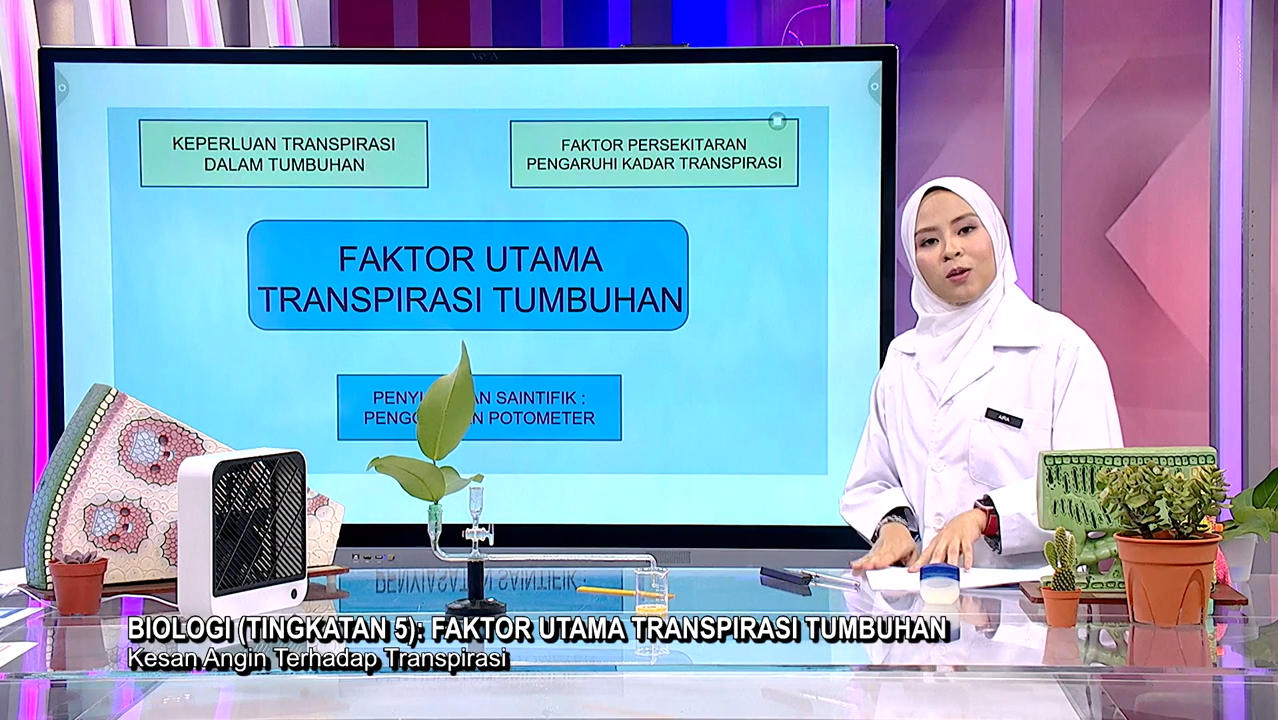 KEPERLUAN TRANSPIRASI
DALAM TUMBUHAN
FAKTOR PERSEKITARAN
PENGARUHI KADAR TRANSPIRASI
FAKTOR UTAMA
TRANSPIRASI TUMBUHAN
SAINTIFIK :
POTOMETER
AIRA
BIOLOGI (TINGKATAN 5): FAKTOR UTAMA TRANSPIRASI TUMBUHAN
Kesan Angin Terhadap Transpirasi